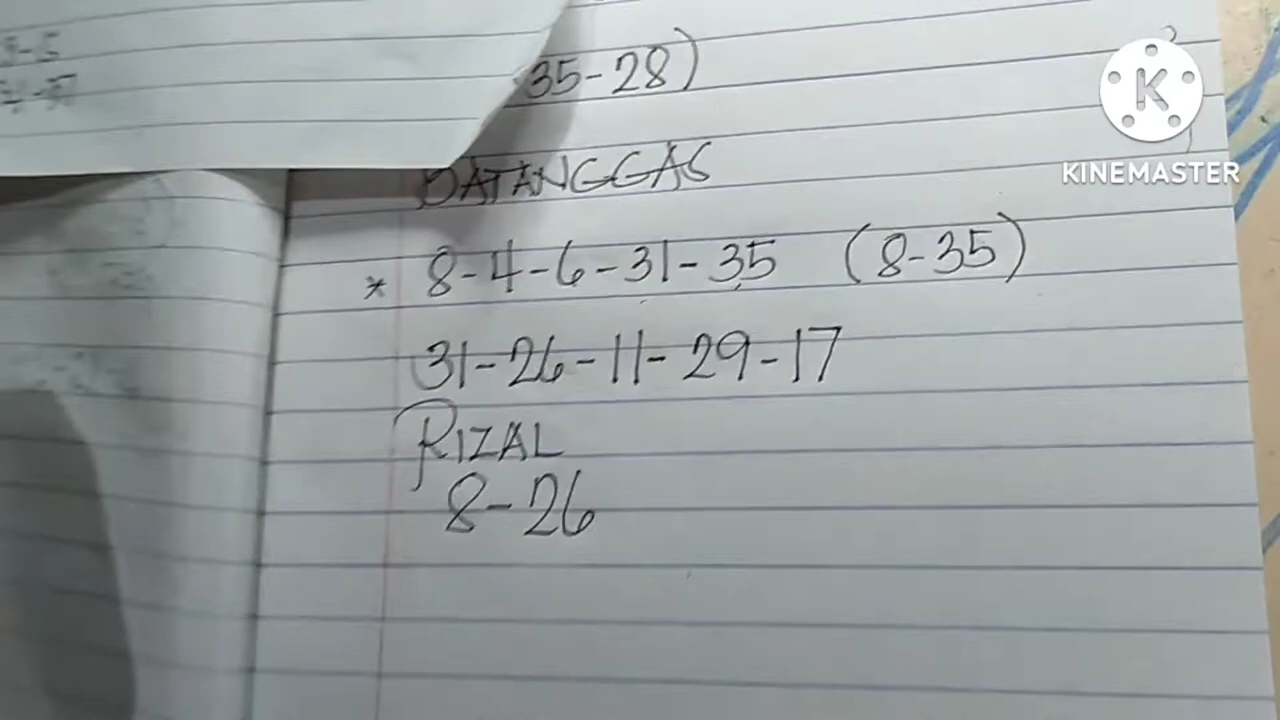 35-28)
BATANGGAS
* 8-4-6-31-35 (8-35)
31-26-11-29-17
RIZAL
8-26
K
KINEMASTER